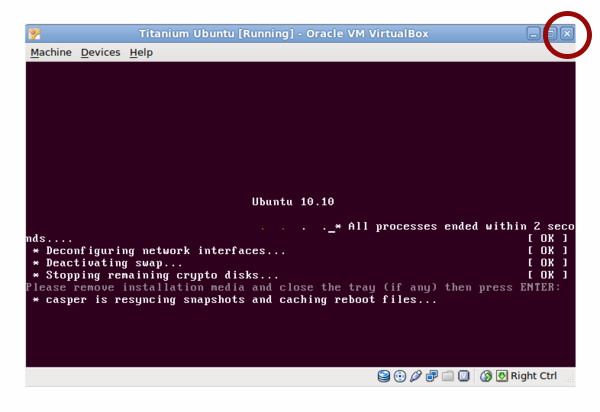 Titanium Ubuntu [Running] - Oracle VM VirtualBox
Machine Devices Help
Ubuntu 10.10
. . . ._* All processes ended within 2 seco
nds.... [ OK ]
* Deconfiguring network interfaces... [ OK ]
* Deactivating swap... [ OK ]
* Stopping remaining crypto disks... [ OK ]
Please remove installation media and close the tray (if any) then press ENTER:
* casper is resyncing snapshots and caching reboot files...
Right Ctrl